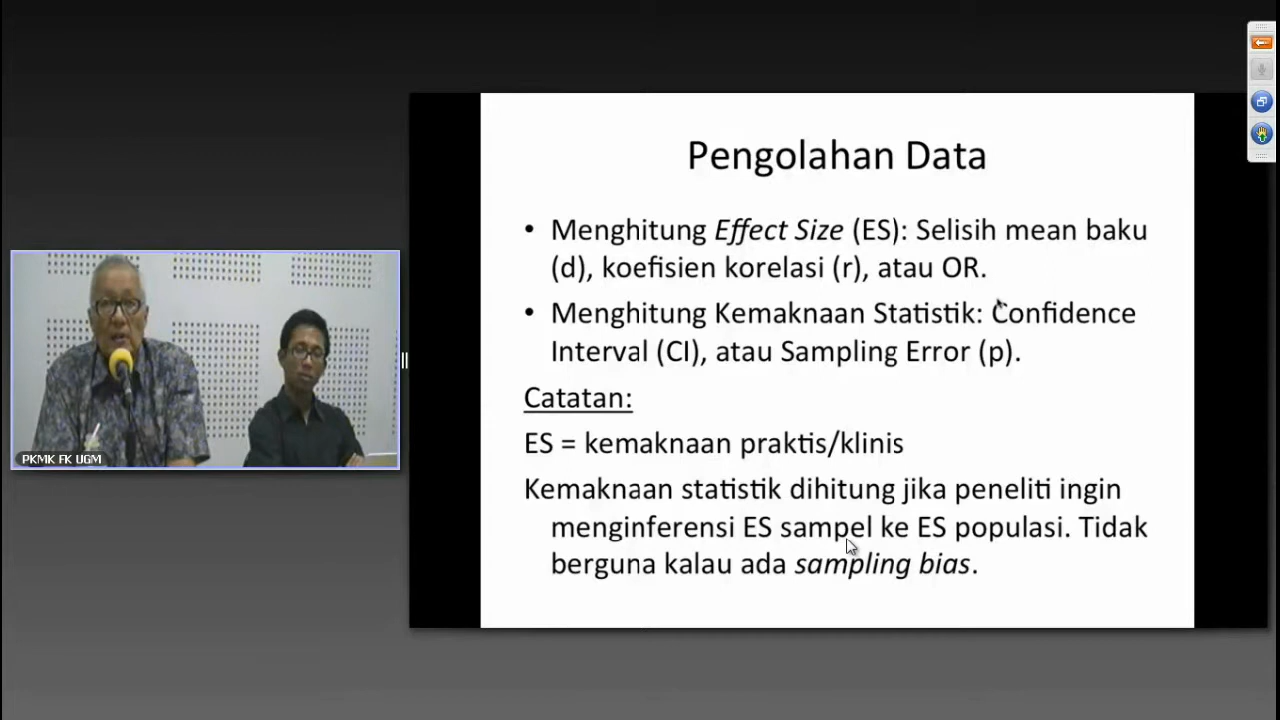 Pengolahan Data
• Menghitung Effect Size (ES): Selisih mean baku
(d), koefisien korelasi (r), atau OR.
• Menghitung Kemaknaan Statistik: Confidence
Interval (CI), atau Sampling Error (p).
Catatan:
ES = kemaknaan praktis/klinis
Kemaknaan statistik dihitung jika peneliti ingin
menginferensi ES sampel ke ES populasi. Tidak
berguna kalau ada sampling bias.
PKMK FK UGM